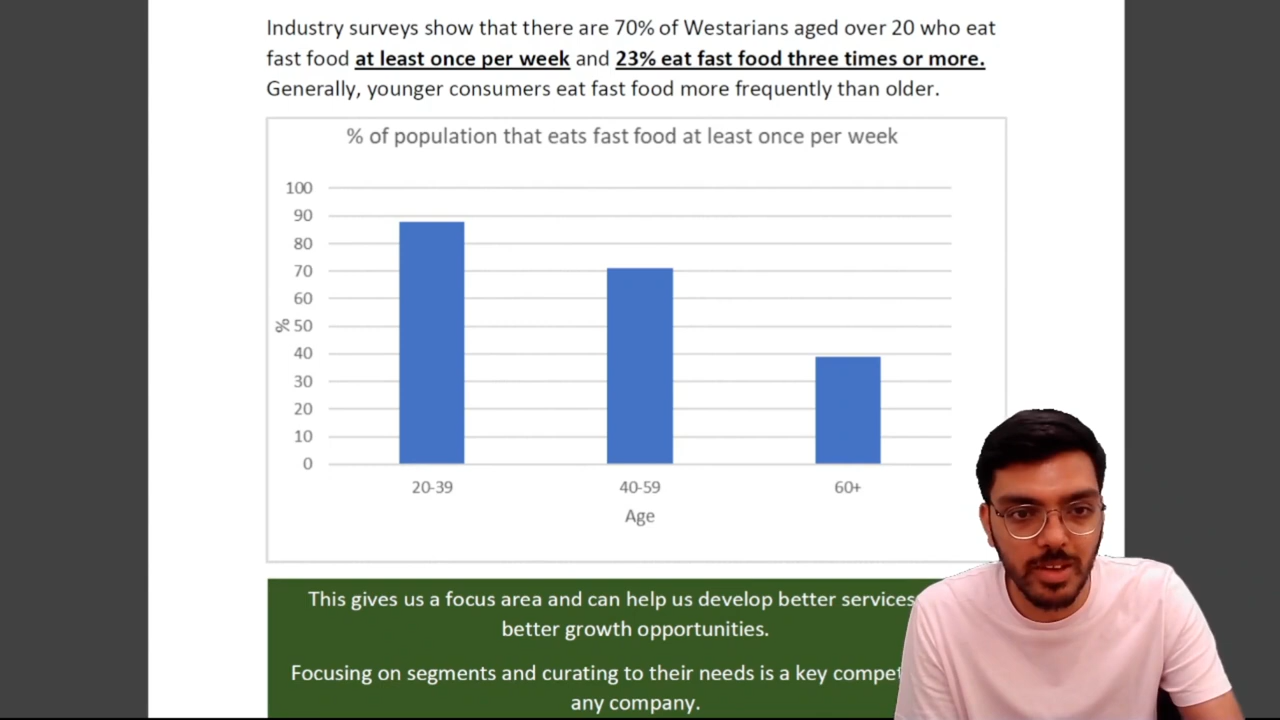 Industry surveys show that there are 70% of Westarians aged over 20 who eat
fast food at least once per week and 23% eat fast food three times or more.
Generally, younger consumers eat fast food more frequently than older.
% of population that eats fast food at least once per week
100
90
80
70
60
50
40
30
20
10
0
%
20-39
40-59
60+
Age
This gives us a focus area and can help us develop better services
better growth opportunities.
Focusing on segments and curating to their needs is a key
any company.